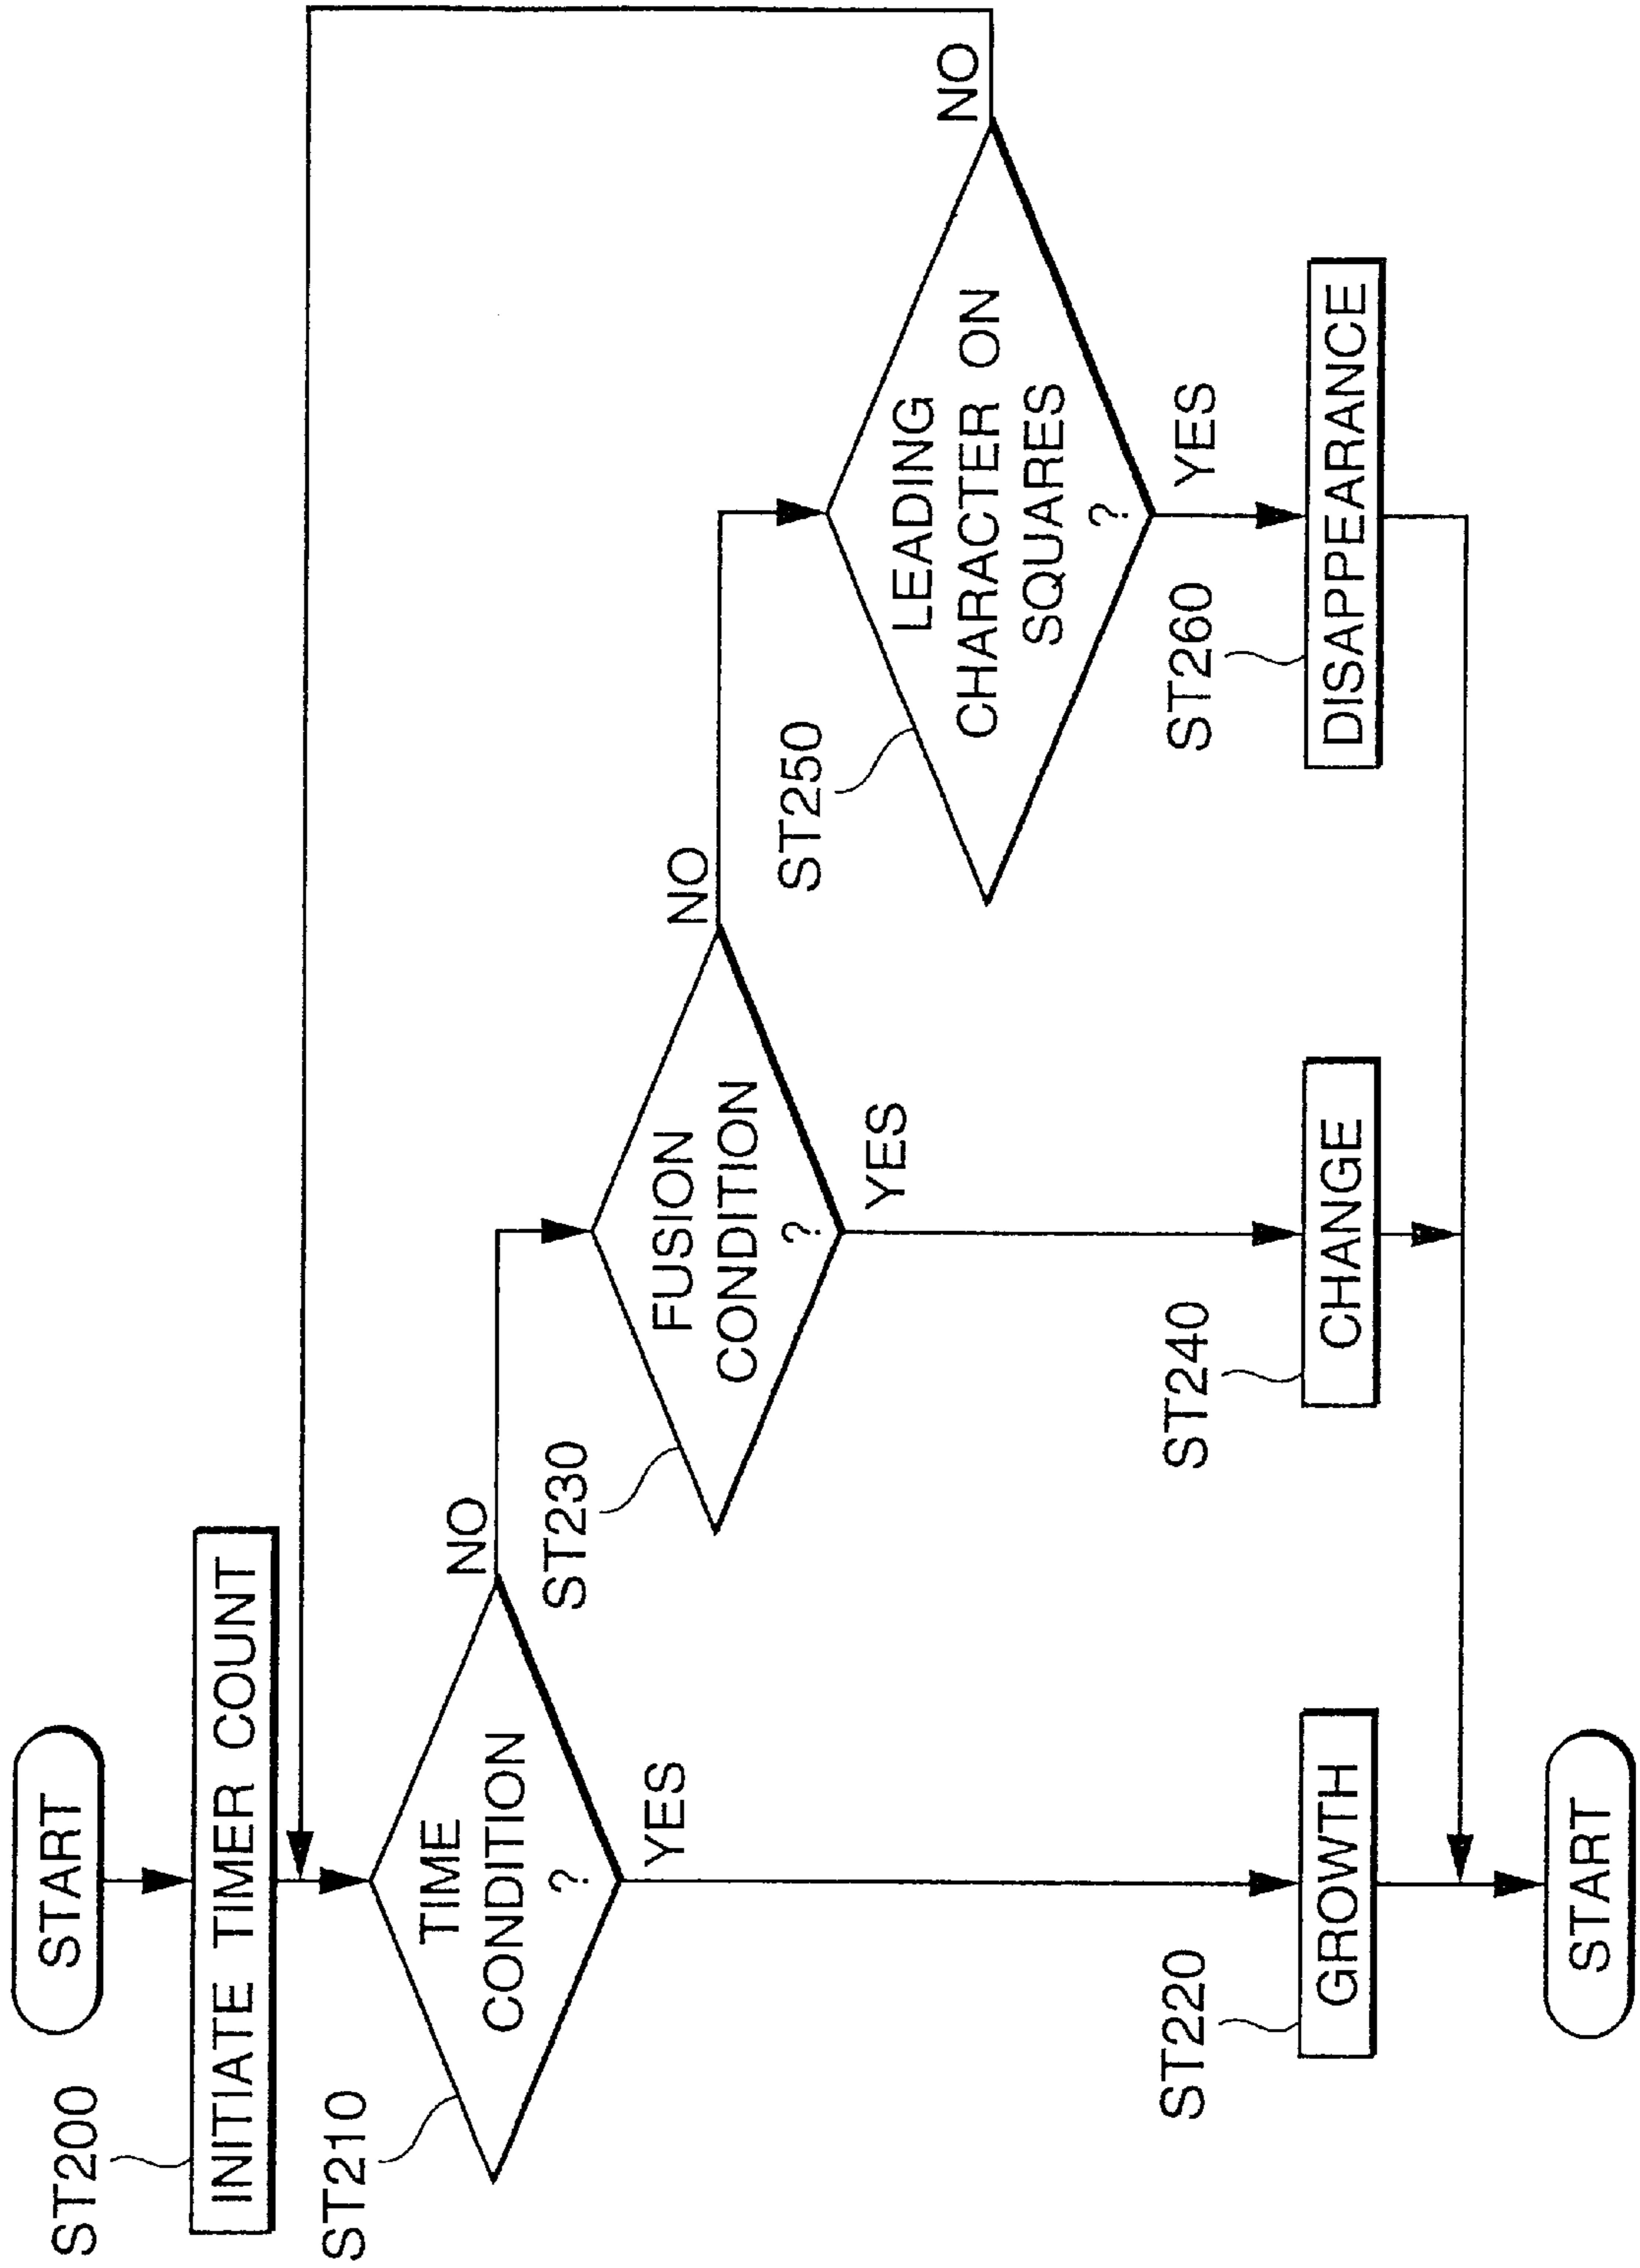 START
ST200
INITIATE TIMER COUNT
ST210
TIME
CONDITION
?
NO
YES
ST230
FUSION
CONDITION
?
NO
YES
ST250
LEADING
CHARACTER ON
SQUARES
?
NO
YES
ST220
GROWTH
ST240
CHANGE
ST260
DISAPPEARANCE
START